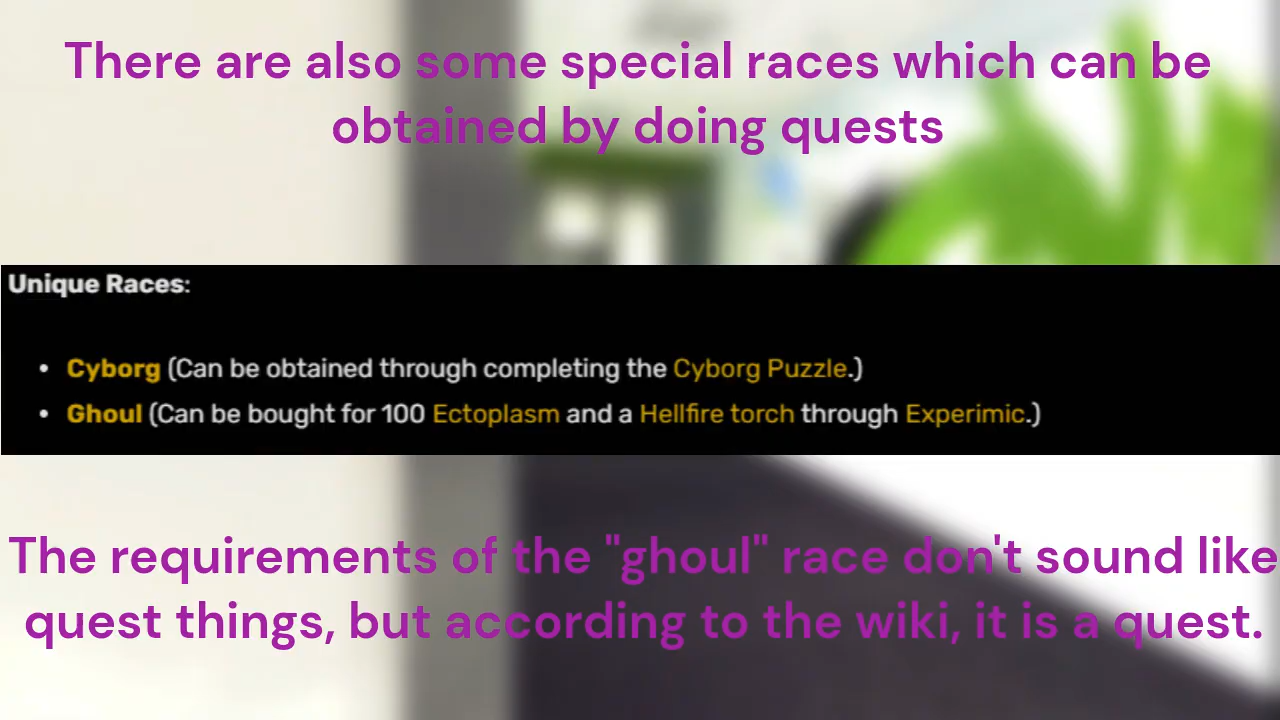 There are also some special races which can be
obtained by doing quests
Unique Races:
• Cyborg (Can be obtained through completing the Cyborg Puzzle.)
• Ghoul (Can be bought for 100 Ectoplasm and a Hellfire torch through Experimic.)
The requirements of the "ghoul" race don't sound like
quest things, but according to the wiki, it is a quest.